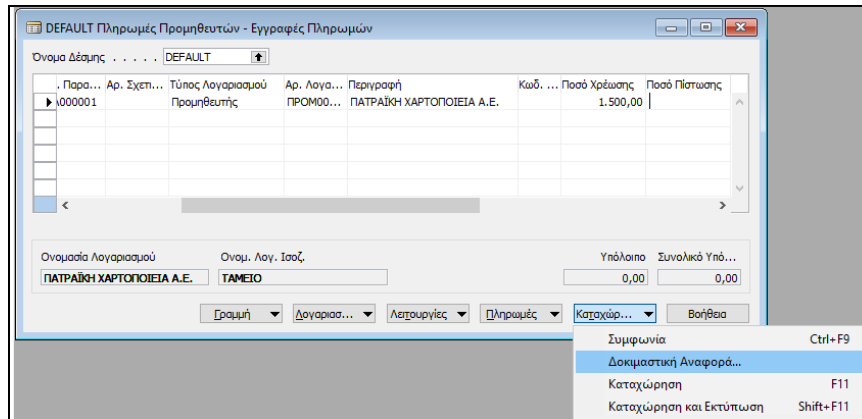 DEFAULT Πληρωμές Προμηθευτών - Εγγραφές Πληρωμών
Όνομα Δέσμης . . . . . DEFAULT
. Παρα... Αρ. Σχετι... Τύπος Λογαριασμού Αρ. Λογα... Περιγραφή Κωδ. ... Ποσό Χρέωσης Ποσό Πίστωσης
000001 Προμηθευτής ΠΡΟΜ00... ΠΑΤΡΑΪΚΗ ΧΑΡΤΟΠΟΙΕΙΑ Α.Ε. 1.500,00
Ονομασία Λογαριασμού Ονομ. Λογ. Ισοζ. Υπόλοιπο Συνολικό Υπό...
ΠΑΤΡΑΪΚΗ ΧΑΡΤΟΠΟΙΕΙΑ Α.Ε. ΤΑΜΕΙΟ 0,00 0,00
Γραμμή Λογαριασ... Λειτουργίες Πληρωμές Καταχώρ... Βοήθεια
Συμφωνία Ctrl+F9
Δοκιμαστική Αναφορά...
Καταχώρηση F11
Καταχώρηση και Εκτύπωση Shift+F11